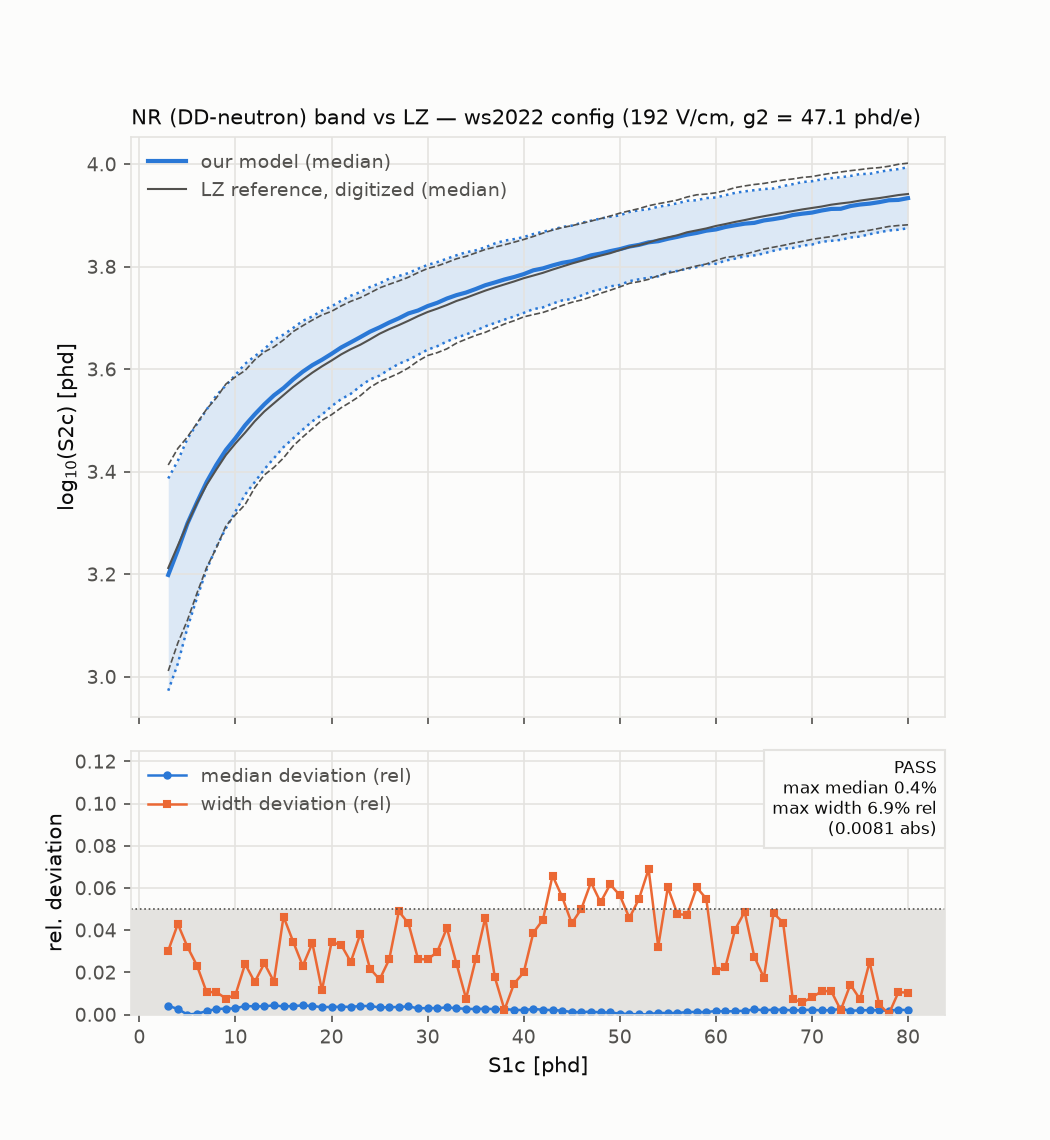 NR (DD-neutron) band vs LZ — ws2022 config (192 V/cm, g2 = 47.1 phd/e)
our model (median)
LZ reference, digitized (median)
4.0
3.8
3.6
3.4
3.2
3.0
log₁₀(S2c) [phd]
median deviation (rel)
width deviation (rel)
PASS
max median 0.4%
max width 6.9% rel
(0.0081 abs)
0.12
0.10
0.08
0.06
0.04
0.02
0.00
rel. deviation
0 10 20 30 40 50 60 70 80
S1c [phd]